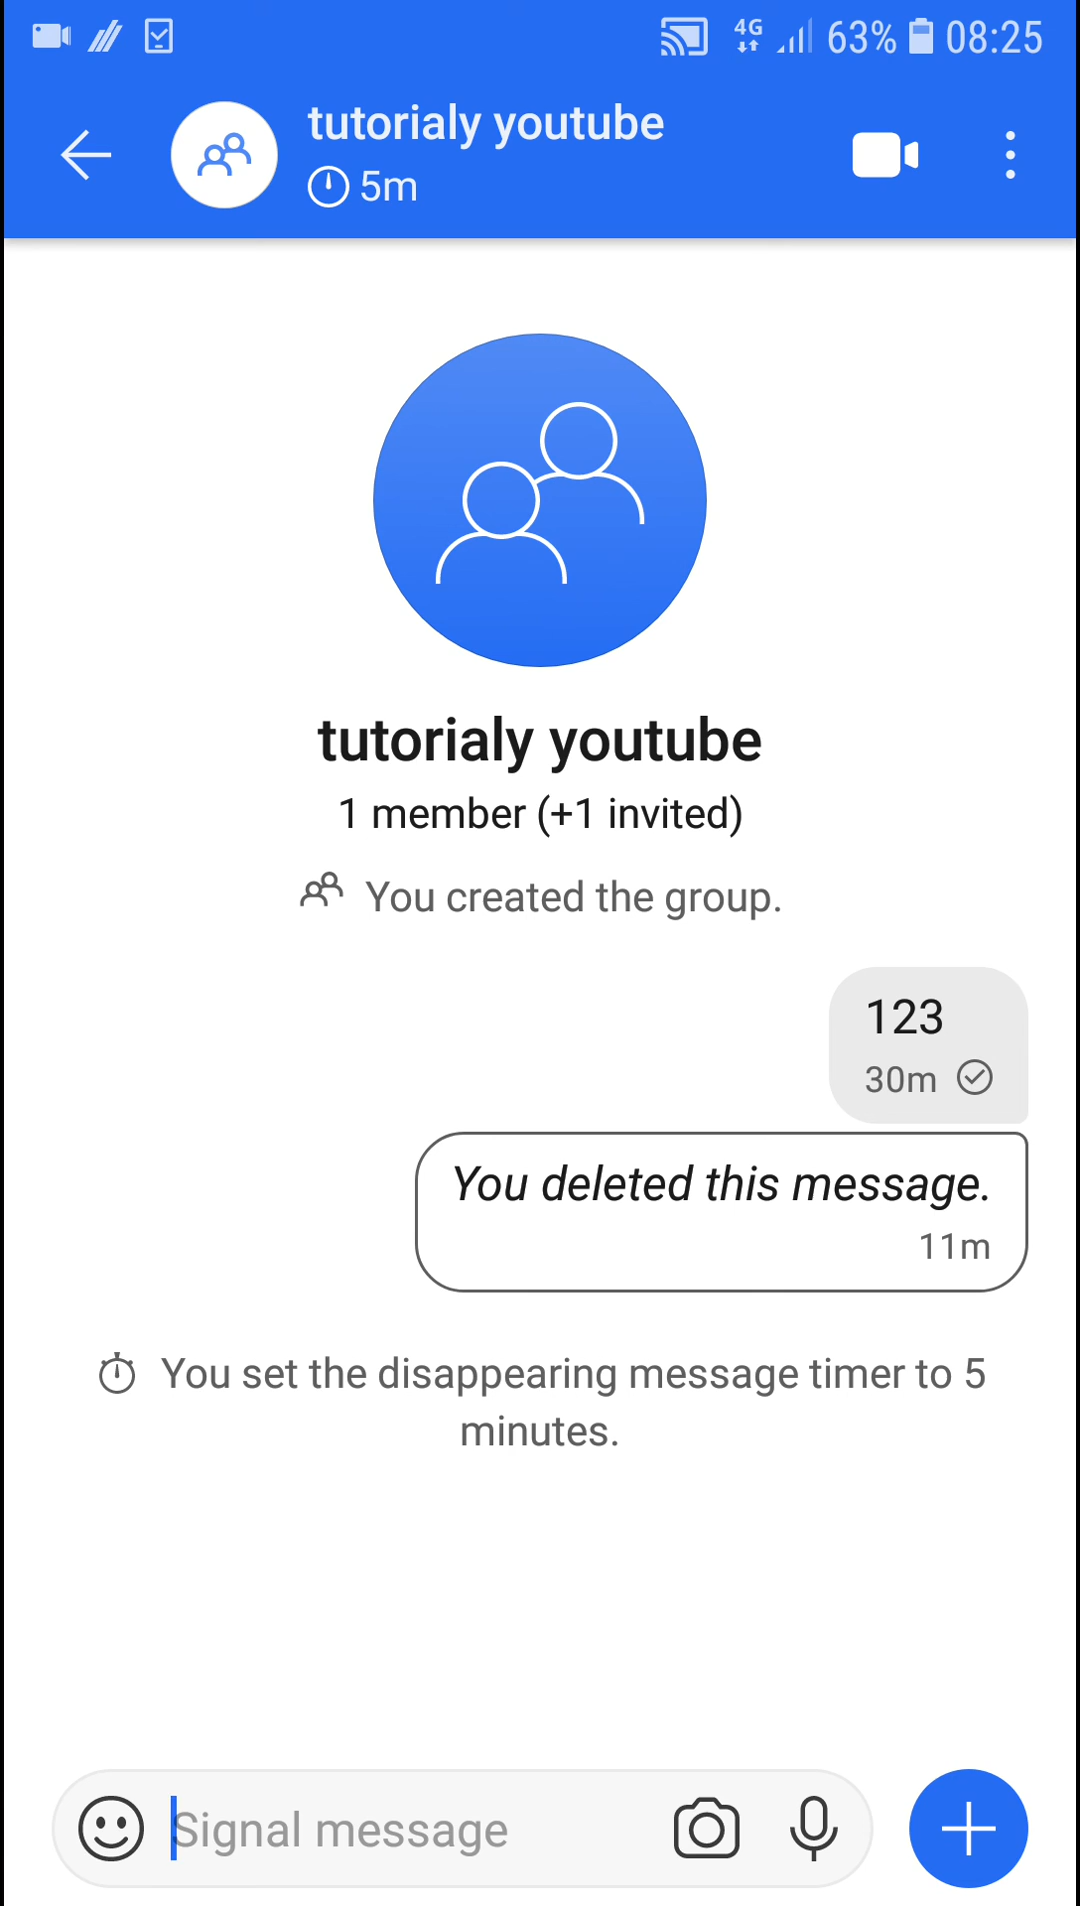 4G 63% 08:25
tutorialy youtube
5m
tutorialy youtube
1 member (+1 invited)
You created the group.
123
30m
You deleted this message.
11m
You set the disappearing message timer to 5
minutes.
Signal message